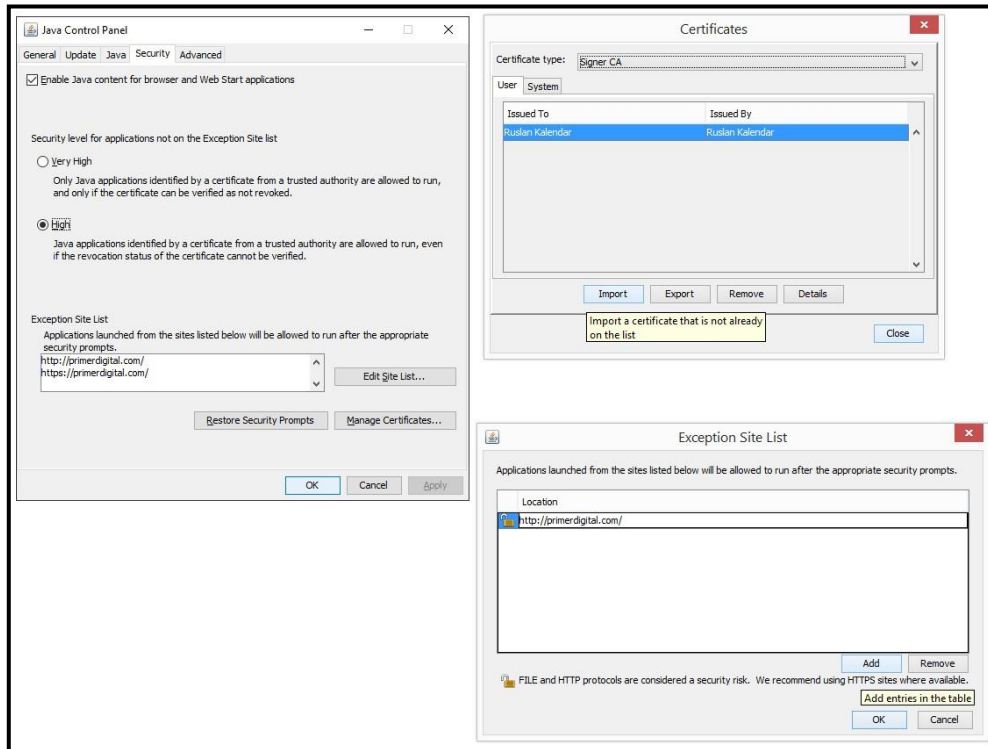 Java Control Panel
General Update Java Security Advanced
Enable Java content for browser and Web Start applications
Security level for applications not on the Exception Site list
Very High
Only Java applications identified by a certificate from a trusted authority are allowed to run,
and only if the certificate can be verified as not revoked.
High
Java applications identified by a certificate from a trusted authority are allowed to run, even
if the revocation status of the certificate cannot be verified.
Exception Site List
Applications launched from the sites listed below will be allowed to run after the appropriate
security prompts.
http://primerdigital.com/
https://primerdigital.com/
Edit Site List...
Restore Security Prompts Manage Certificates...
OK Cancel Apply
Certificates
Certificate type: Signer CA
User System
Issued To Issued By
Ruslan Kalendar Ruslan Kalendar
Import Export Remove Details
Import a certificate that is not already
on the list
Close
Exception Site List
Applications launched from the sites listed below will be allowed to run after the appropriate security prompts.
Location
http://primerdigital.com/
Add Remove
FILE and HTTP protocols are considered a security risk. We recommend using HTTPS sites where available.
Add entries in the table
OK Cancel